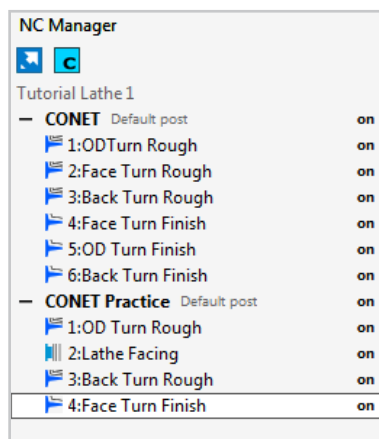 NC Manager
C
Tutorial Lathe 1
CONET Default post on
1:ODTurn Rough on
2:Face Turn Rough on
3:Back Turn Rough on
4:Face Turn Finish on
5:OD Turn Finish on
6:Back Turn Finish on
CONET Practice Default post on
1:OD Turn Rough on
2:Lathe Facing on
3:Back Turn Rough on
4:Face Turn Finish on